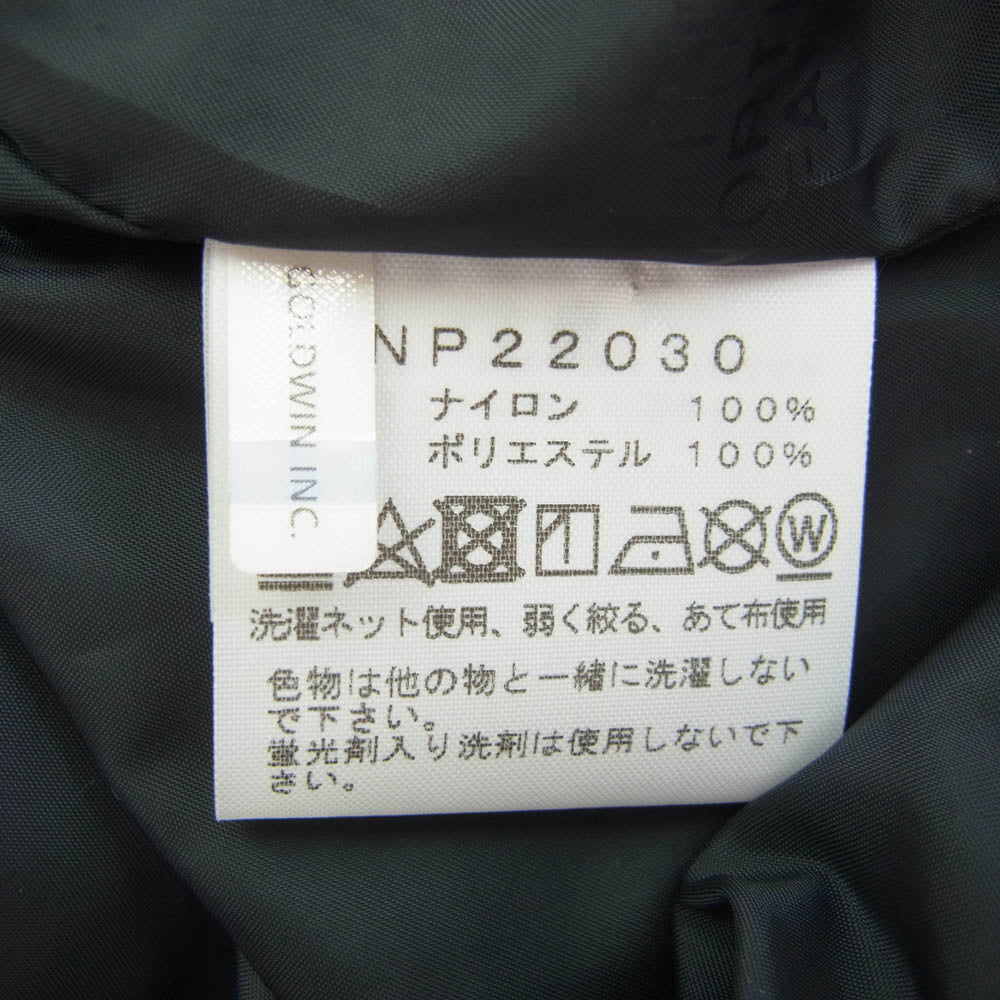 GOLDWIN INC.
NP22030
ナイロン 100%
ポリエステル 100%
W
洗濯ネット使用、弱く絞る、あて布使用
色物は他の物と一緒に洗濯しない
で下さい。
蛍光剤入り洗剤は使用しないで下
さい。